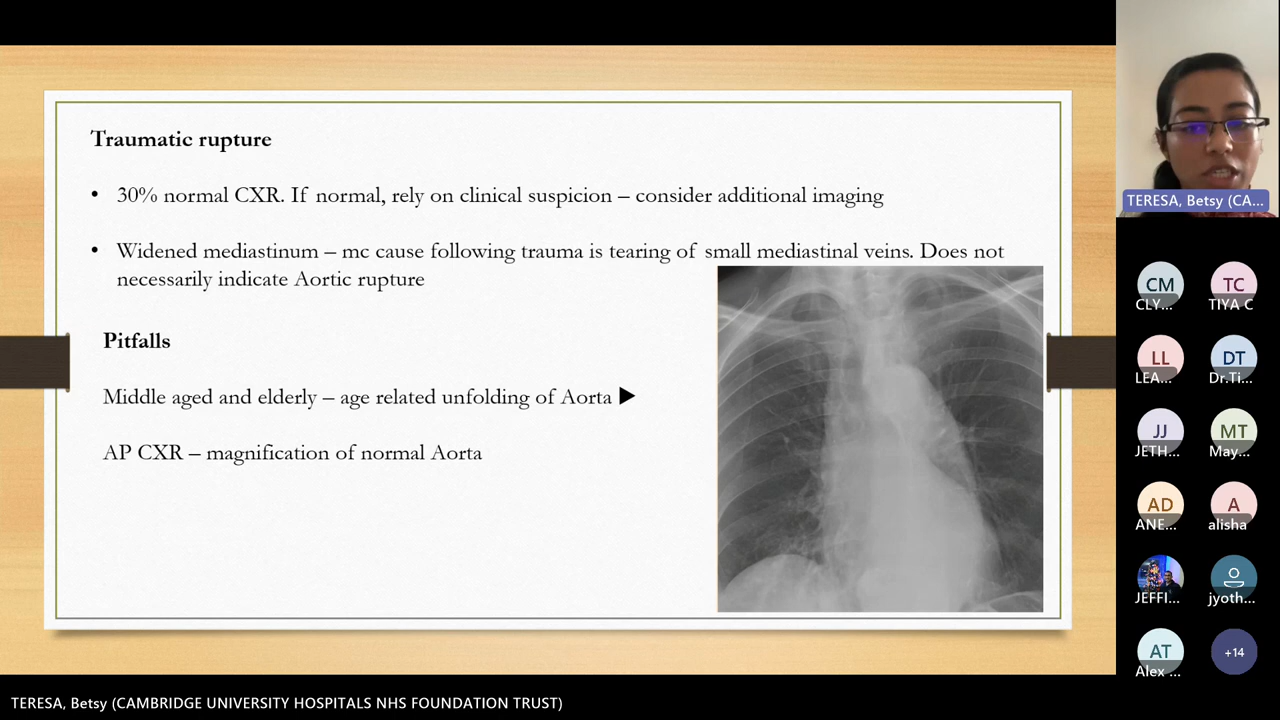 Traumatic rupture
• 30% normal CXR. If normal, rely on clinical suspicion – consider additional imaging
• Widened mediastinum – mc cause following trauma is tearing of small mediastinal veins. Does not
necessarily indicate Aortic rupture
Pitfalls
Middle aged and elderly – age related unfolding of Aorta ▶
AP CXR – magnification of normal Aorta
TERESA, Betsy (CA...
CM
CLY...
TC
TIYA C
LL
LEA...
DT
Dr.Ti...
JJ
JETH...
MT
May...
AD
ANE...
A
alisha
JEFFI...
jyoth...
AT
Alex ...
+14
TERESA, Betsy (CAMBRIDGE UNIVERSITY HOSPITALS NHS FOUNDATION TRUST)